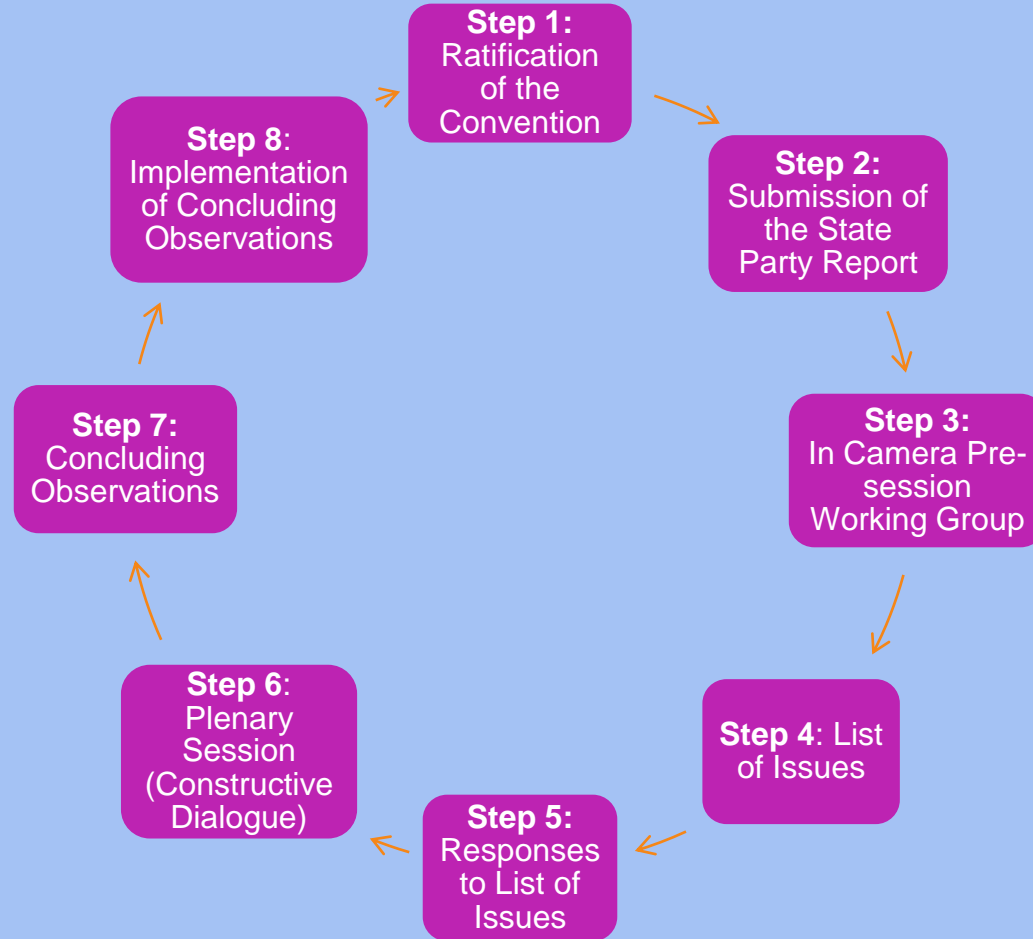 Step 1:
Ratification
of the
Convention
Step 2:
Submission of
the State
Party Report
Step 3:
In Camera Pre-
session
Working Group
Step 4: List
of Issues
Step 5:
Responses
to List of
Issues
Step 6:
Plenary
Session
(Constructive
Dialogue)
Step 7:
Concluding
Observations
Step 8:
Implementation
of Concluding
Observations